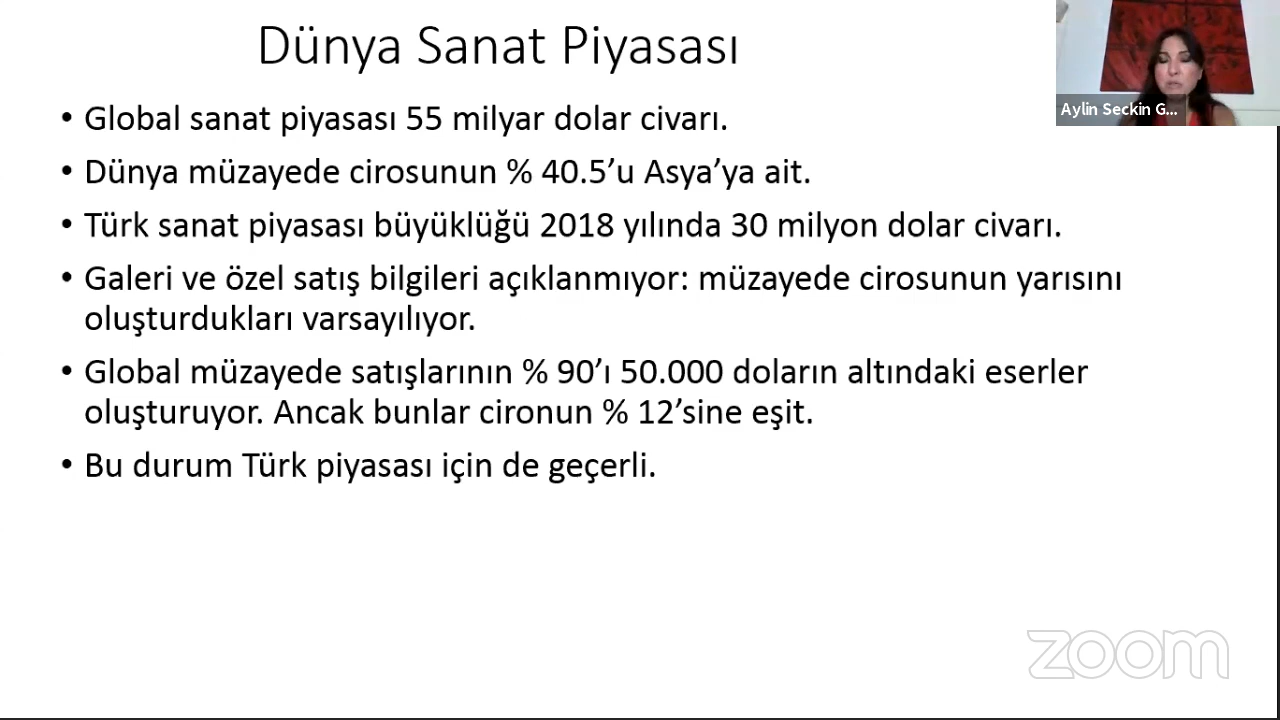 Dünya Sanat Piyasası
• Global sanat piyasası 55 milyar dolar civarı.
• Dünya müzayede cirosunun % 40.5’u Asya’ya ait.
• Türk sanat piyasası büyüklüğü 2018 yılında 30 milyon dolar civarı.
• Galeri ve özel satış bilgileri açıklanmıyor: müzayede cirosunun yarısını
oluşturdukları varsayılıyor.
• Global müzayede satışlarının % 90’ı 50.000 doların altındaki eserler
oluşturuyor. Ancak bunlar cironun % 12’sine eşit.
• Bu durum Türk piyasası için de geçerli.
Aylin Seckin G...
zoom